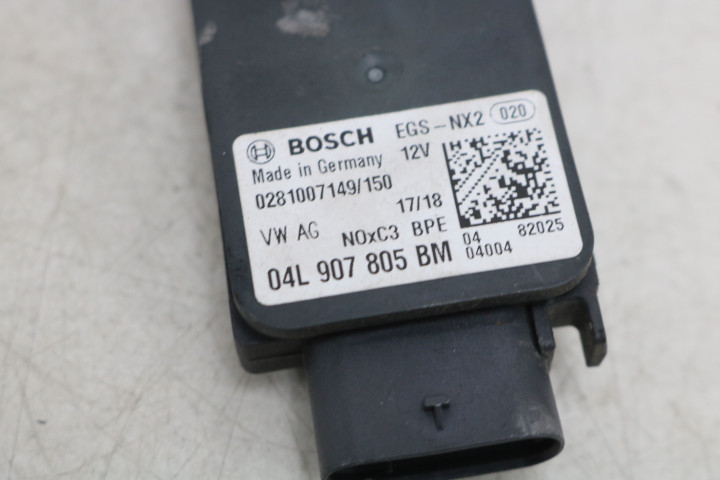 BOSCH EGS-NX2 020
Made in Germany 12V
0281007149/150
17/18
VW AG NOxC3 BPE 04 82025
04L 907 805 BM 04004